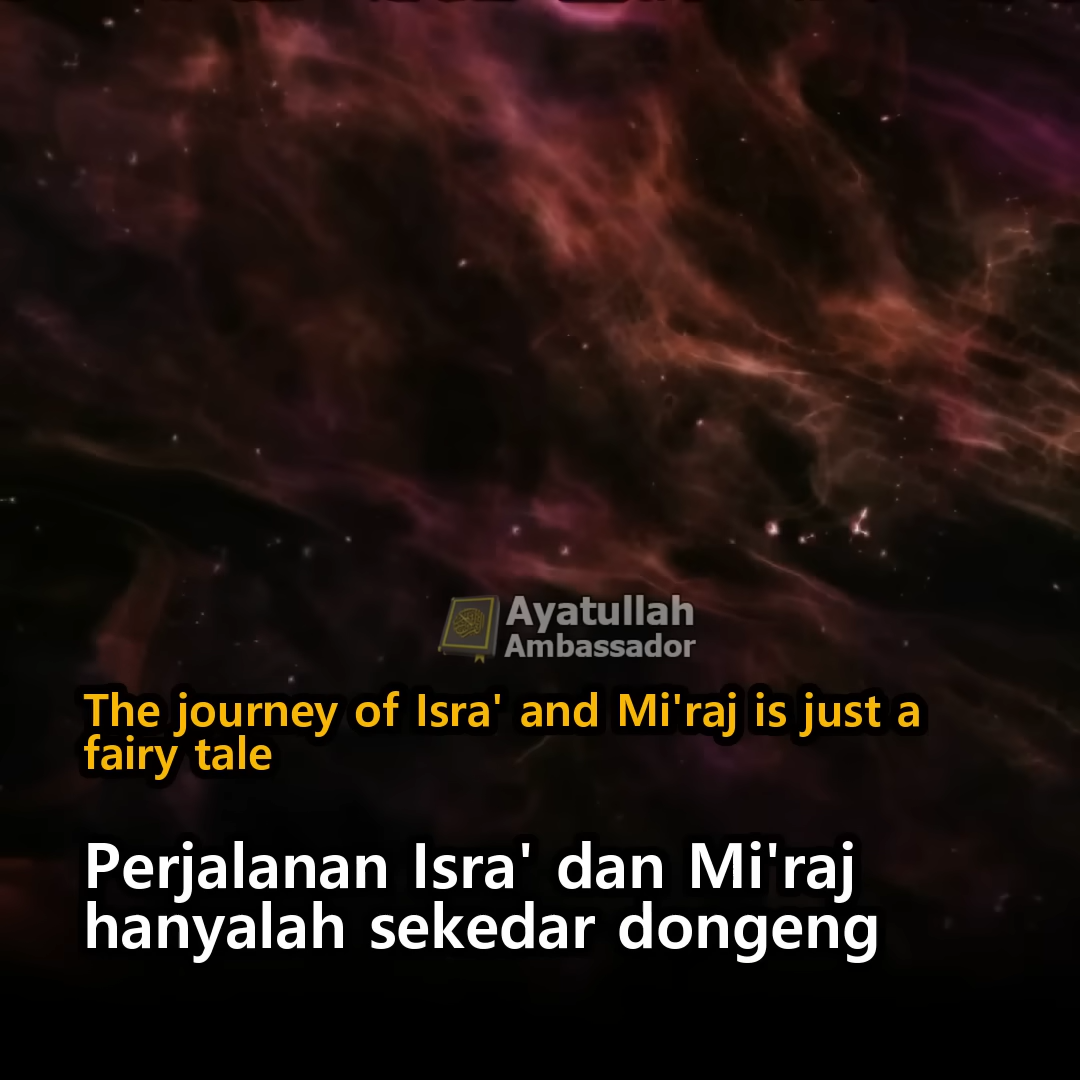 Ayatullah
Ambassador
The journey of Isra' and Mi'raj is just a
fairy tale
Perjalanan Isra' dan Mi'raj
hanyalah sekedar dongeng